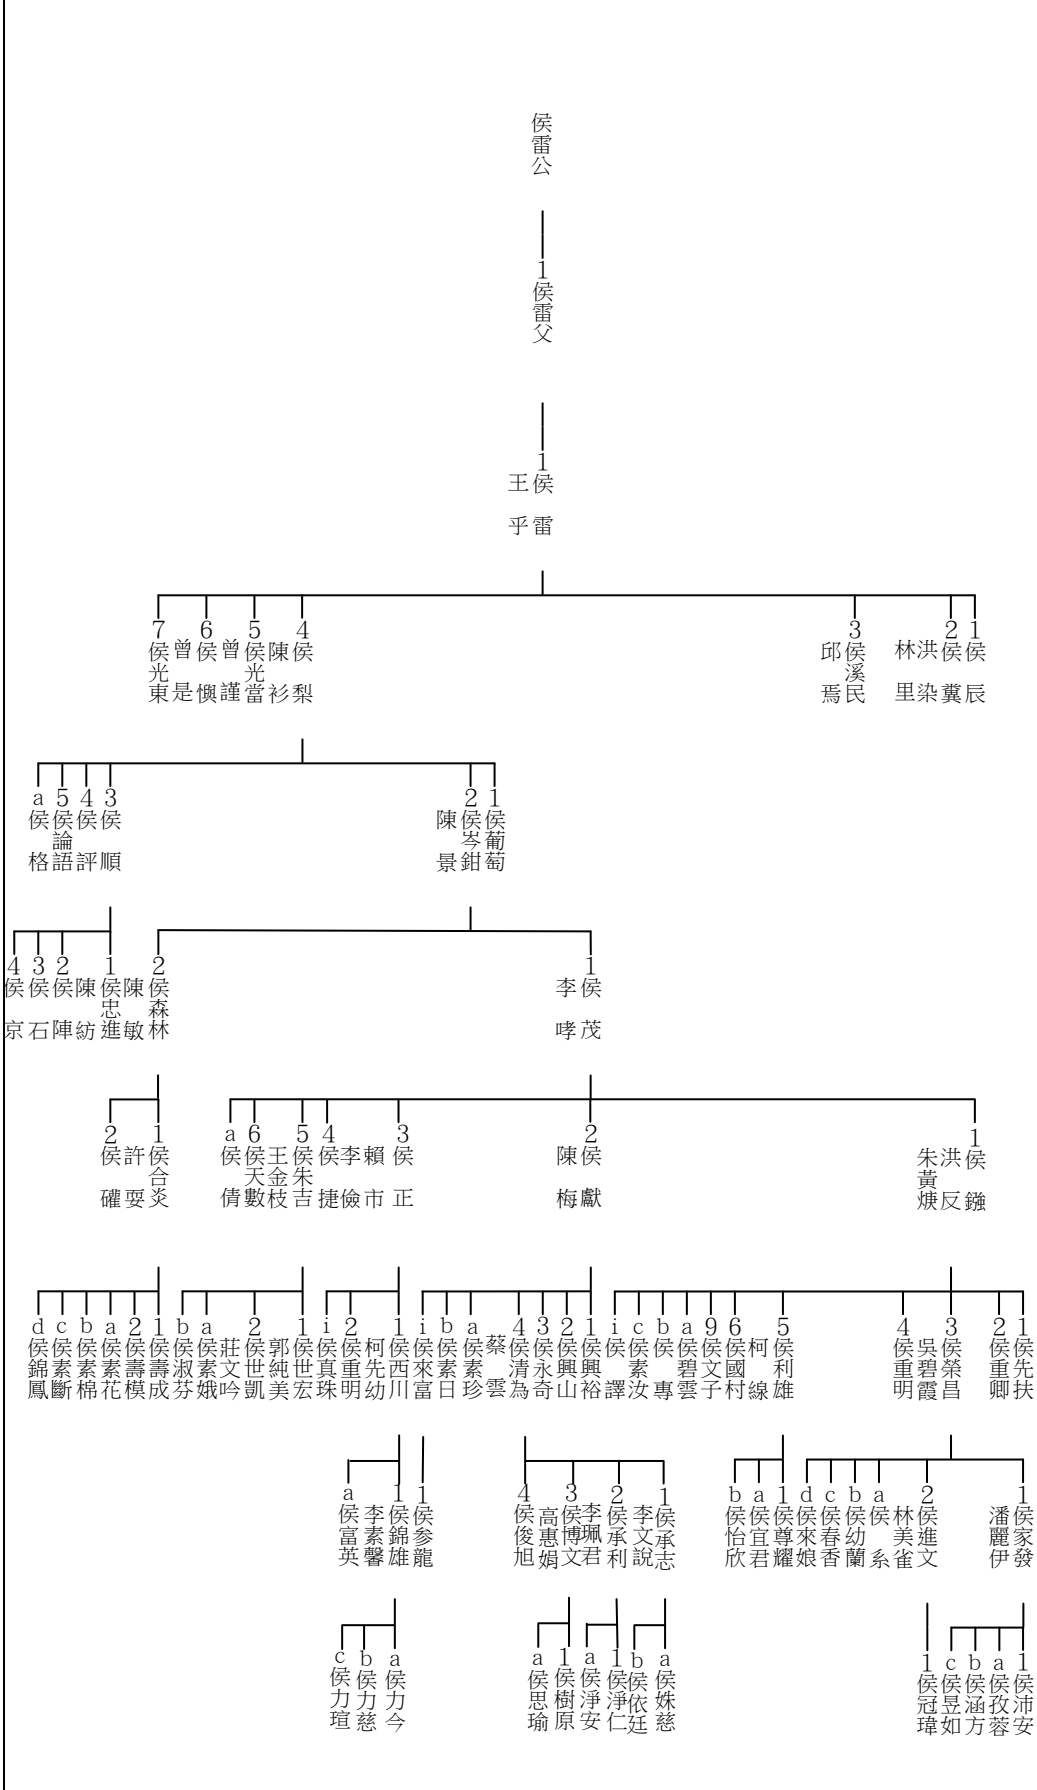 侯雷公
1侯雷父
1侯　雷
王　乎
1侯　辰
2侯　糞
洪　染
林　里
3侯溪民
邱　焉
4侯　梨
陳　衫
5侯光當
曾　謹
6侯　懊
曾　是
7侯光東
1侯葡萄
2侯岑鉗
陳　景
3侯　順
4侯　評
5侯論語
a侯　格
1侯　茂
李　哮
2侯森林
陳　敏
1侯忠進
陳　紡
2侯　陣
3侯　石
4侯　京
1侯　鏹
洪　反
朱黃焿
2侯　獻
陳　梅
3侯　正
賴　市
李　儉
4侯　捷
5侯朱吉
王金枝
6侯天數
a侯　倩
1侯合炎
許　耍
2侯　確
1侯先扶
2侯重卿
3侯榮昌
吳碧霞
4侯重明
5侯利雄
柯　線
6侯國村
9侯文子
a侯碧雲
b侯　專
c侯素汝
i侯　譯
1侯興裕
2侯興山
3侯永奇
4侯清為
蔡　雲
a侯素珍
b侯素日
i侯來富
1侯西川
柯先幼
2侯重明
i侯真珠
1侯世宏
郭純美
2侯世凱
莊文吟
a侯素娥
b侯淑芬
1侯壽成
2侯壽模
a侯素花
b侯素棉
c侯素斷
d侯錦鳳
1侯家發
潘麗伊
2侯進文
林美雀
a侯　系
b侯幼蘭
c侯春香
d侯來娘
1侯尊耀
a侯宜君
b侯怡欣
1侯承志
李文說
2侯承利
李珮君
3侯博文
高惠娟
4侯俊旭
1侯参龍
1侯錦雄
李素馨
a侯富英
1侯沛安
a侯孜蓉
b侯涵方
c侯昱如
1侯冠瑋
a侯姝慈
b侯依廷
1侯淨仁
a侯淨安
1侯樹原
a侯思瑜
a侯力今
b侯力慈
c侯力瑄